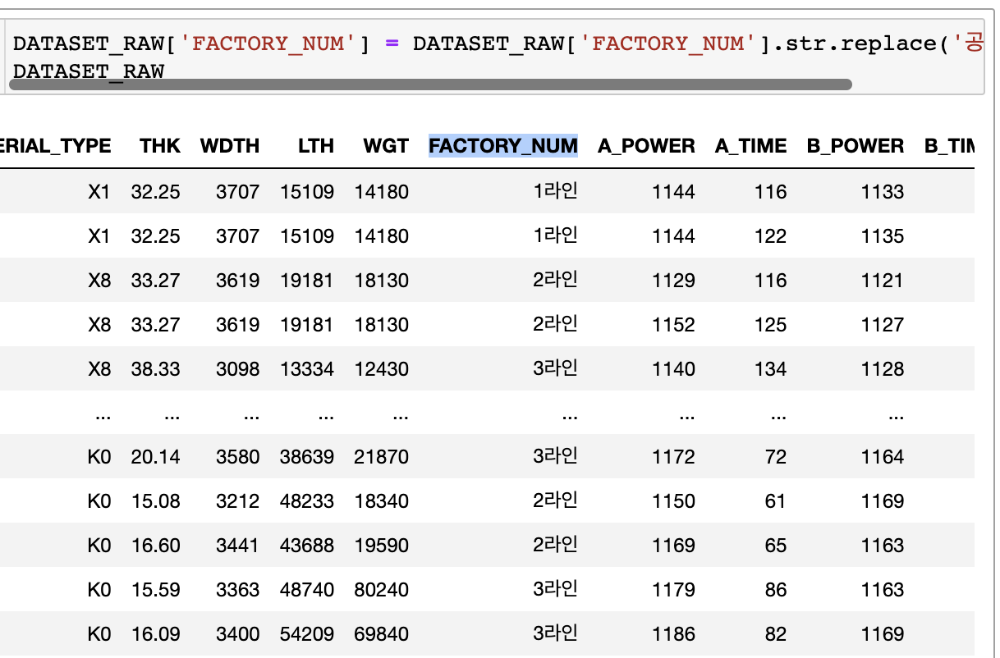 DATASET_RAW['FACTORY_NUM'] = DATASET_RAW['FACTORY_NUM'].str.replace('공
DATASET_RAW
ERIAL_TYPE THK WDTH LTH WGT FACTORY_NUM A_POWER A_TIME B_POWER B_TIM
X1 32.25 3707 15109 14180 1라인 1144 116 1133
X1 32.25 3707 15109 14180 1라인 1144 122 1135
X8 33.27 3619 19181 18130 2라인 1129 116 1121
X8 33.27 3619 19181 18130 2라인 1152 125 1127
X8 38.33 3098 13334 12430 3라인 1140 134 1128
... ... ... ... ... ... ... ... ...
K0 20.14 3580 38639 21870 3라인 1172 72 1164
K0 15.08 3212 48233 18340 2라인 1150 61 1169
K0 16.60 3441 43688 19590 2라인 1169 65 1163
K0 15.59 3363 48740 80240 3라인 1179 86 1163
K0 16.09 3400 54209 69840 3라인 1186 82 1169